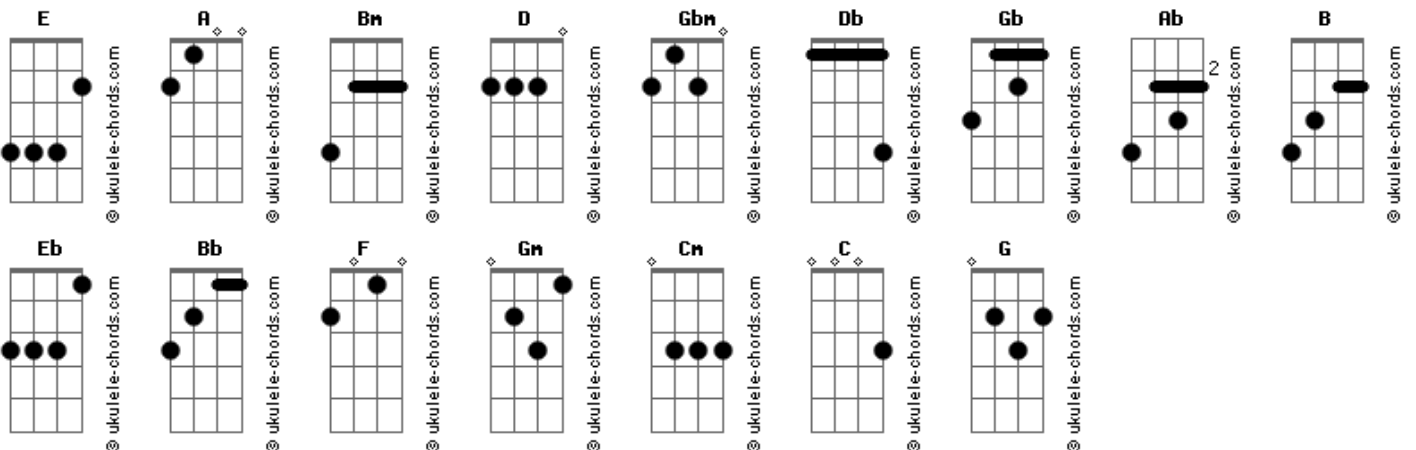 E A Bm D Gbm Db Gb Ab B
2
© ukulele-chords.com © ukulele-chords.com © ukulele-chords.com © ukulele-chords.com © ukulele-chords.com © ukulele-chords.com © ukulele-chords.com © ukulele-chords.com © ukulele-chords.com
Eb Bb F Gm Cm C G
© ukulele-chords.com © ukulele-chords.com © ukulele-chords.com © ukulele-chords.com © ukulele-chords.com © ukulele-chords.com © ukulele-chords.com